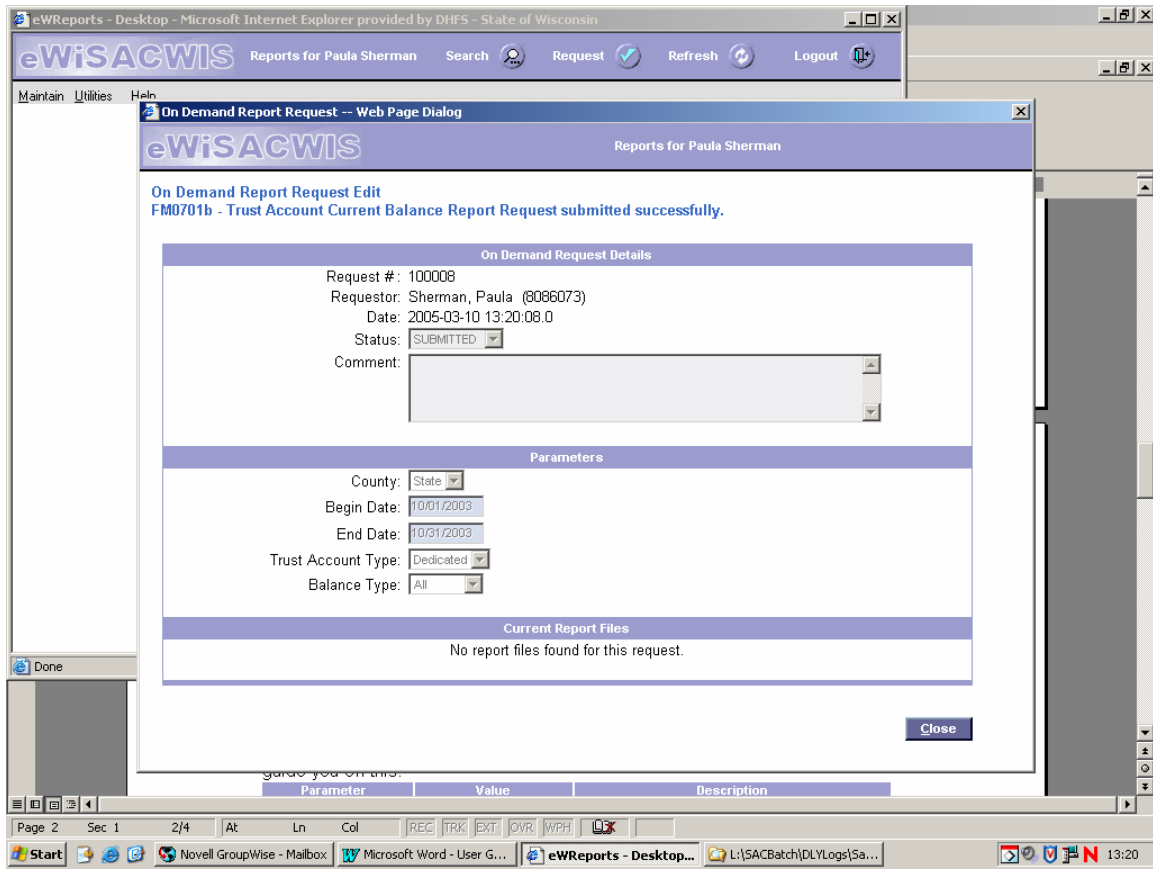 eWReports - Desktop - Microsoft Internet Explorer provided by DHFS - State of Wisconsin
eWiSACWIS Reports for Paula Sherman Search Request Refresh Logout
Maintain Utilities Help
On Demand Report Request -- Web Page Dialog
eWiSACWIS Reports for Paula Sherman
On Demand Report Request Edit
FM0701b - Trust Account Current Balance Report Request submitted successfully.
On Demand Request Details
Request #: 100008
Requestor: Sherman, Paula (8086073)
Date: 2005-03-10 13:20:08.0
Status: SUBMITTED
Comment:
Parameters
County: State
Begin Date: 10/01/2003
End Date: 10/31/2003
Trust Account Type: Dedicated
Balance Type: All
Current Report Files
No report files found for this request.
Done
Close
guide you on this.
Parameter Value Description
Page 2 Sec 1 2/4 At Ln Col REC TRK EXT OVR WPH
Start Novell GroupWise - Mailbox Microsoft Word - User G... eWReports - Desktop... L:\SACBatch\DLYLogs\Sa... N 13:20